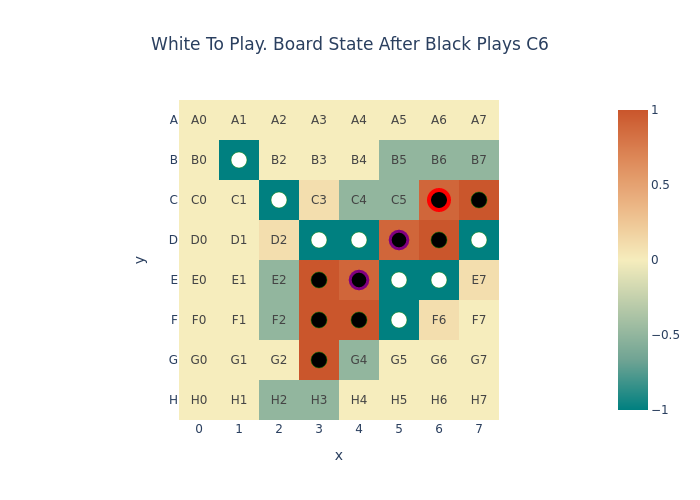 White To Play. Board State After Black Plays C6
A A0 A1 A2 A3 A4 A5 A6 A7 1
B B0 B2 B3 B4 B5 B6 B7
C C0 C1 C3 C4 C5 0.5
D D0 D1 D2
y E E0 E1 E2 E7 0
F F0 F1 F2 F6 F7 −0.5
G G0 G1 G2 G4 G5 G6 G7
H H0 H1 H2 H3 H4 H5 H6 H7 −1
0 1 2 3 4 5 6 7
x